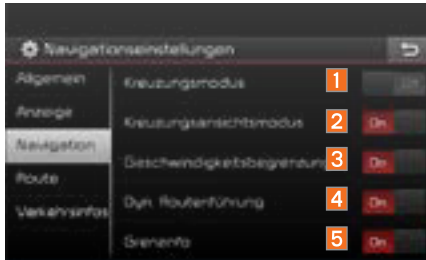 Navigationseinstellungen
Allgemein
Kreuzungsmodus 1
Anzeige
Kreuzungsansichtsmodus 2 On
Navigation
Geschwindigkeitsbegrenzung 3 On
Route
Dyn. Routenführung 4 On
Verkehrsinfos
Grenzinfo 5 On